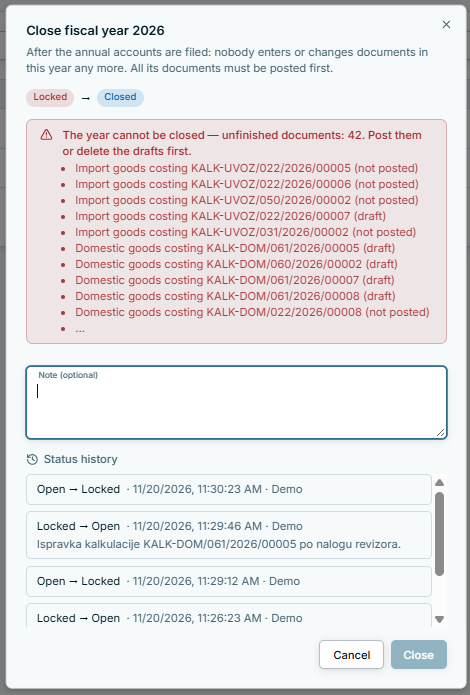 Close fiscal year 2026
After the annual accounts are filed: nobody enters or changes documents in
this year any more. All its documents must be posted first.
Locked → Closed
The year cannot be closed — unfinished documents: 42. Post them
or delete the drafts first.
• Import goods costing KALK-UVOZ/022/2026/00005 (not posted)
• Import goods costing KALK-UVOZ/022/2026/00006 (not posted)
• Import goods costing KALK-UVOZ/050/2026/00002 (not posted)
• Import goods costing KALK-UVOZ/022/2026/00007 (draft)
• Import goods costing KALK-UVOZ/031/2026/00002 (not posted)
• Domestic goods costing KALK-DOM/061/2026/00005 (draft)
• Domestic goods costing KALK-DOM/060/2026/00002 (draft)
• Domestic goods costing KALK-DOM/061/2026/00007 (draft)
• Domestic goods costing KALK-DOM/061/2026/00008 (draft)
• Domestic goods costing KALK-DOM/022/2026/00008 (not posted)
• ...
Note (optional)
Status history
Open → Locked · 11/20/2026, 11:30:23 AM · Demo
Locked → Open · 11/20/2026, 11:29:46 AM · Demo
Ispravka kalkulacije KALK-DOM/061/2026/00005 po nalogu revizora.
Open → Locked · 11/20/2026, 11:29:12 AM · Demo
Locked → Open · 11/20/2026, 11:26:23 AM · Demo
Cancel
Close